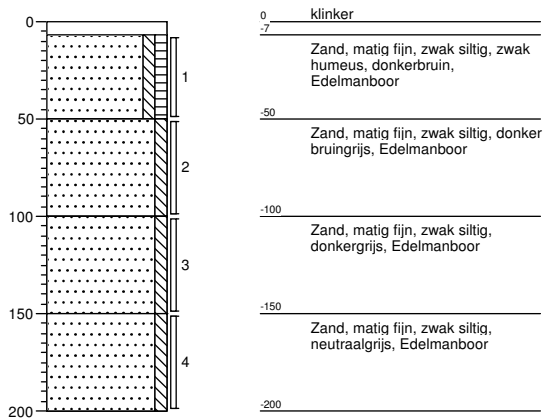 0
50
100
150
200
1
2
3
4
0
klinker
-7
Zand, matig fijn, zwak siltig, zwak
humeus, donkerbruin,
Edelmanboor
-50
Zand, matig fijn, zwak siltig, donker
bruingrijs, Edelmanboor
-100
Zand, matig fijn, zwak siltig,
donkergrijs, Edelmanboor
-150
Zand, matig fijn, zwak siltig,
neutraalgrijs, Edelmanboor
-200